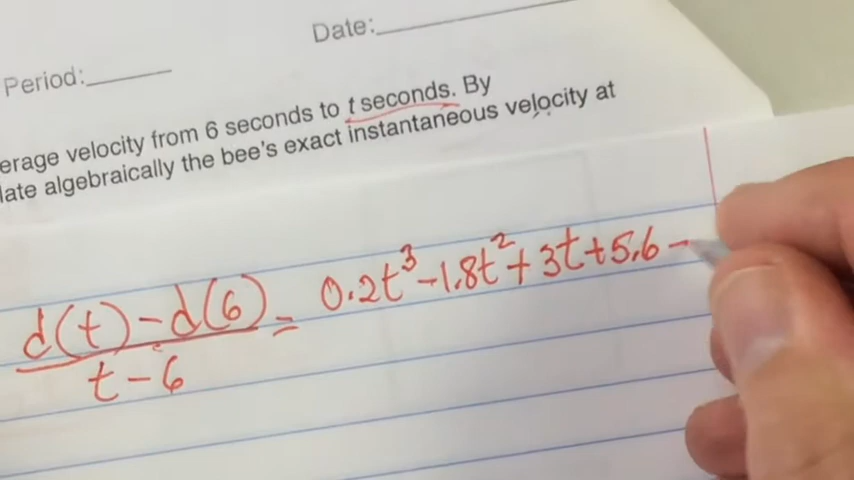 Date:
Period:
erage velocity from 6 seconds to t seconds. By
late algebraically the bee's exact instantaneous velocity at
d(t) - d(6) = 0.2t³ - 1.8t² + 3t + 5.6 -
t - 6